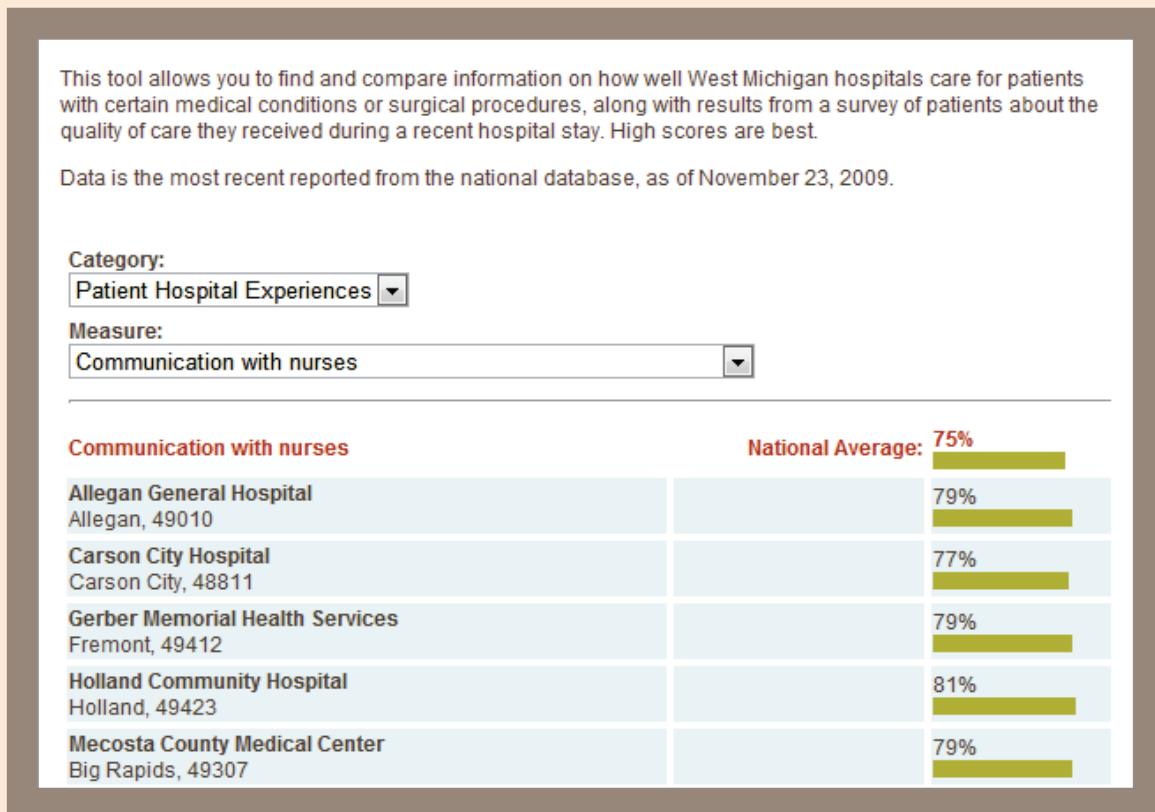 This tool allows you to find and compare information on how well West Michigan hospitals care for patients
with certain medical conditions or surgical procedures, along with results from a survey of patients about the
quality of care they received during a recent hospital stay. High scores are best.
Data is the most recent reported from the national database, as of November 23, 2009.
Category:
Patient Hospital Experiences
Measure:
Communication with nurses
Communication with nurses National Average: 75%
Allegan General Hospital 79%
Allegan, 49010
Carson City Hospital 77%
Carson City, 48811
Gerber Memorial Health Services 79%
Fremont, 49412
Holland Community Hospital 81%
Holland, 49423
Mecosta County Medical Center 79%
Big Rapids, 49307